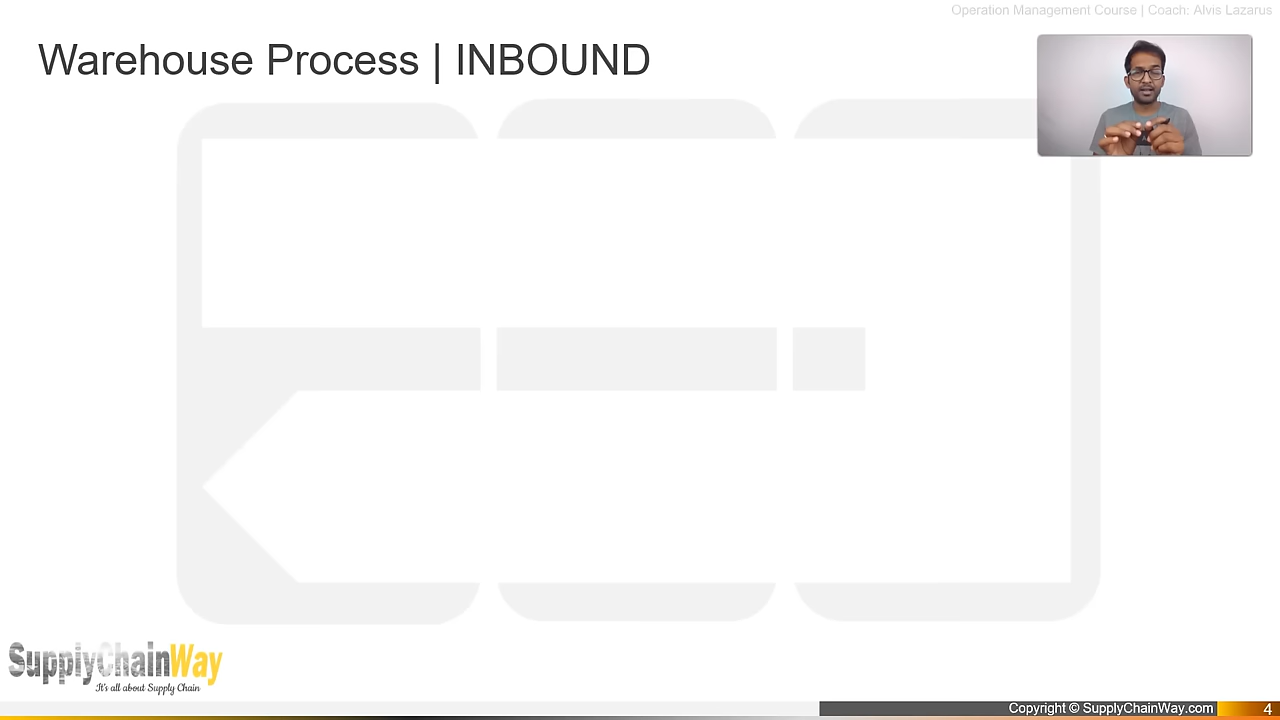 Operation Management Course | Coach: Alvis Lazarus
Warehouse Process | INBOUND
SupplyChainWay
It's all about Supply Chain
Copyright © SupplyChainWay.com
4